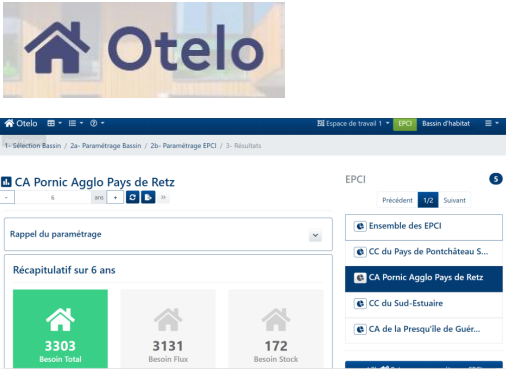 Otelo
Otelo
Espace de travail 1 EPCI Bassin d'habitat
1- Sélection Bassin / 2a- Paramétrage Bassin / 2b- Paramétrage EPCI / 3- Résultats
CA Pornic Agglo Pays de Retz
- 6 ans +
Rappel du paramétrage
Récapitulatif sur 6 ans
3303
Besoin Total
3131
Besoin Flux
172
Besoin Stock
EPCI 5
Précédent 1/2 Suivant
Ensemble des EPCI
CC du Pays de Pontchâteau S...
CA Pornic Agglo Pays de Retz
CC du Sud-Estuaire
CA de la Presqu'île de Guér...